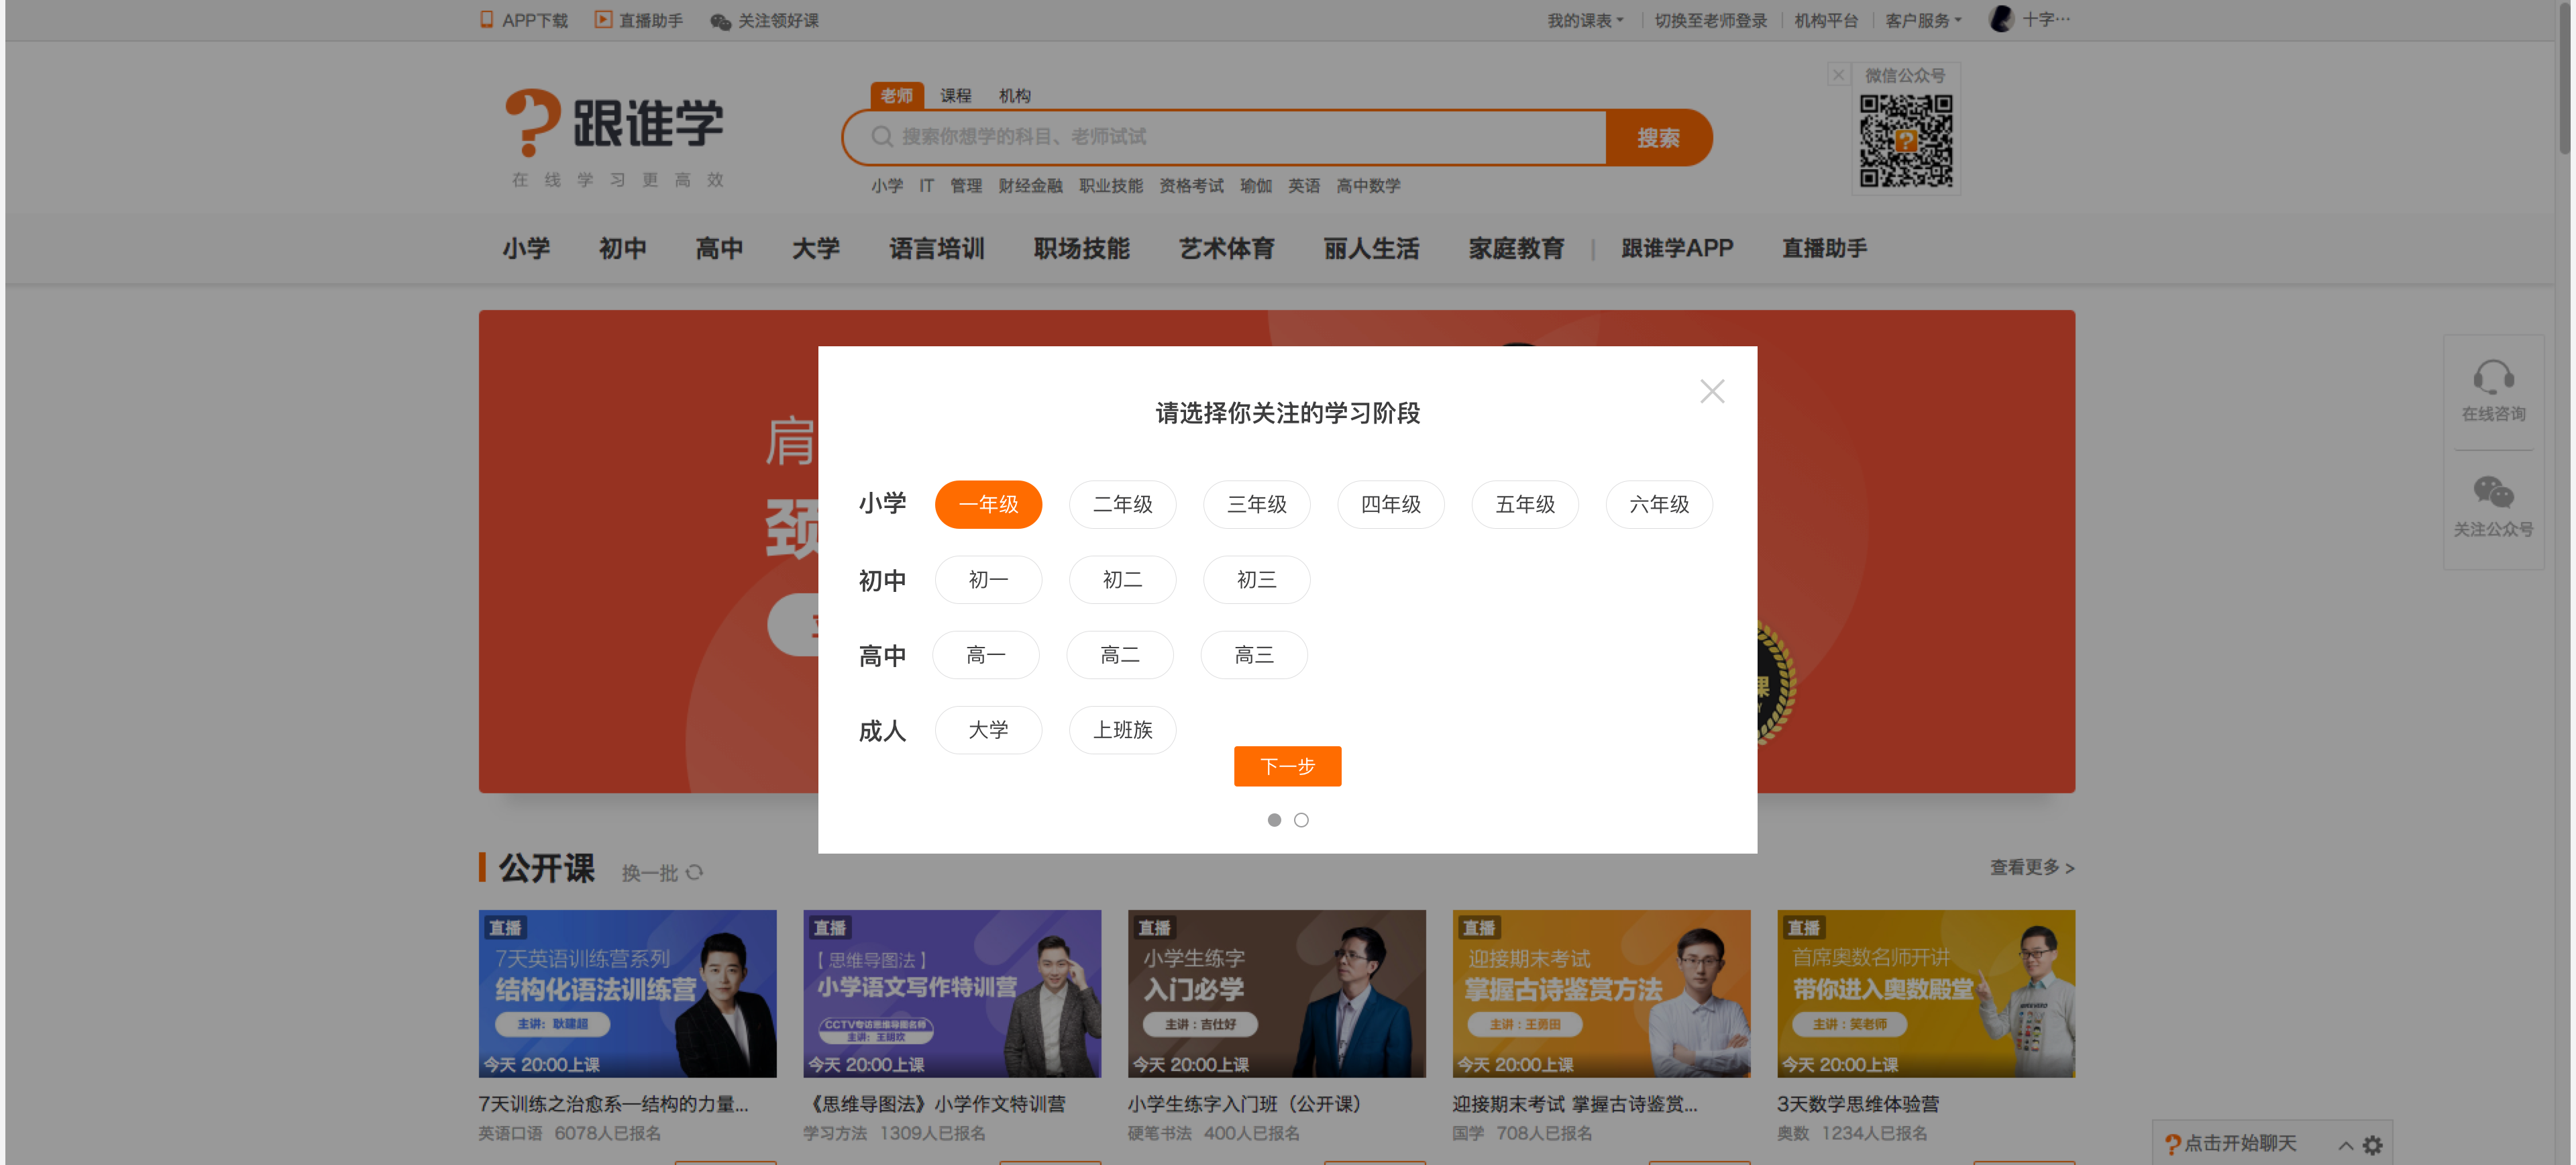 APP下载 直播助手 关注领好课 我的课表 切换至老师登录 机构平台 客户服务 十字…
老师 课程 机构 微信公众号
跟谁学
搜索你想学的科目、老师试试 搜索
在线学习更高效
小学 IT 管理 财经金融 职业技能 资格考试 瑜伽 英语 高中数学
小学 初中 高中 大学 语言培训 职场技能 艺术体育 丽人生活 家庭教育 | 跟谁学APP 直播助手
肩
请选择你关注的学习阶段
在线咨询
小学 一年级 二年级 三年级 四年级 五年级 六年级
关注公众号
初中 初一 初二 初三
高中 高一 高二 高三
成人 大学 上班族
下一步
公开课 换一批 查看更多 >
直播
7天英语训练营系列
结构化语法训练营
主讲：耿建超
今天 20:00上课
7天训练之治愈系—结构的力量...
英语口语 6078人已报名
直播
【思维导图法】
小学语文写作特训营
CCTV专访思维导图名师
今天 20:00上课
《思维导图法》小学作文特训营
学习方法 1309人已报名
直播
小学生练字
入门必学
主讲：吉仕好
今天 20:00上课
小学生练字入门班（公开课）
硬笔书法 400人已报名
直播
迎接期末考试
掌握古诗鉴赏方法
主讲：王勇田
今天 20:00上课
迎接期末考试 掌握古诗鉴赏...
国学 708人已报名
直播
首席奥数名师开讲
带你进入奥数殿堂
主讲：笑老师
今天 20:00上课
3天数学思维体验营
奥数 1234人已报名
点击开始聊天